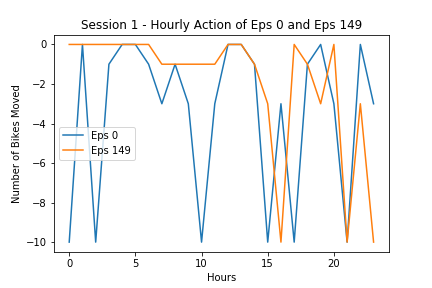 Session 1 - Hourly Action of Eps 0 and Eps 149
Number of Bikes Moved
0
−2
−4
−6
−8
−10
Eps 0
Eps 149
0
5
10
15
20
Hours